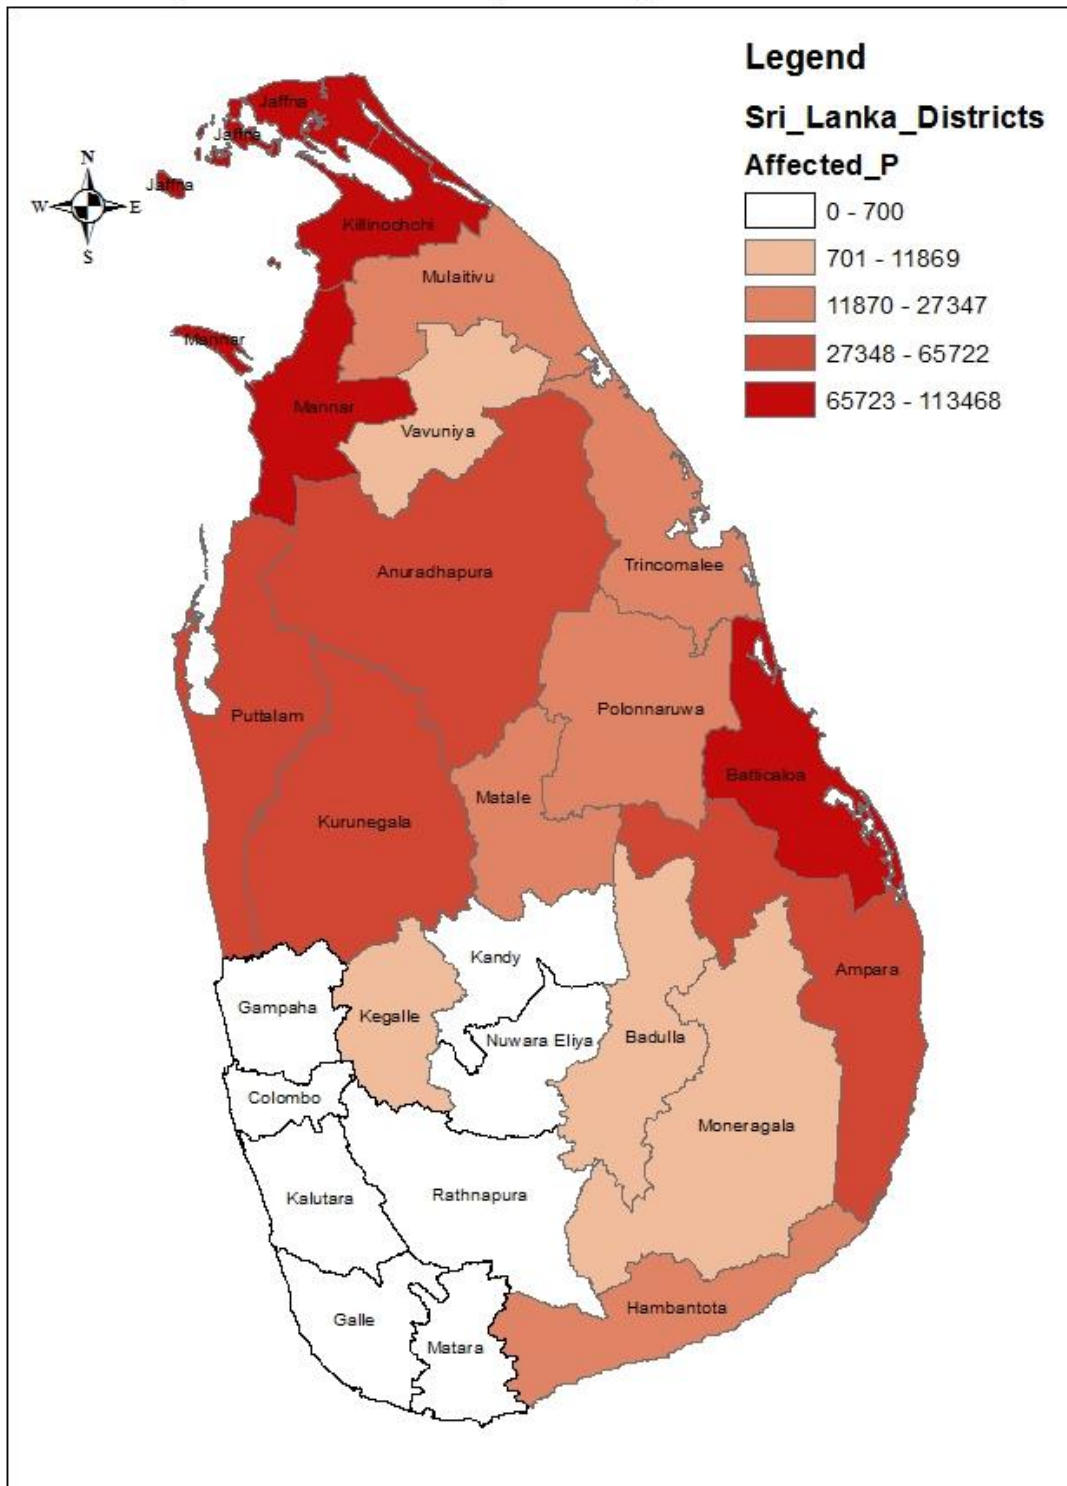 Legend
Sri_Lanka_Districts
Affected_P
0 - 700
701 - 11869
11870 - 27347
27348 - 65722
65723 - 113468
N
W
E
S
Jaffna
Jaffna
Jaffna
Killinochchi
Mulaitivu
Mannar
Mannar
Vavuniya
Anuradhapura
Trincomalee
Puttalam
Polonnaruwa
Batticaloa
Matale
Kurunegala
Kandy
Ampara
Gampaha
Kegalle
Nuwara Eliya
Badulla
Colombo
Moneragala
Kalutara
Rathnapura
Galle
Hambantota
Matara